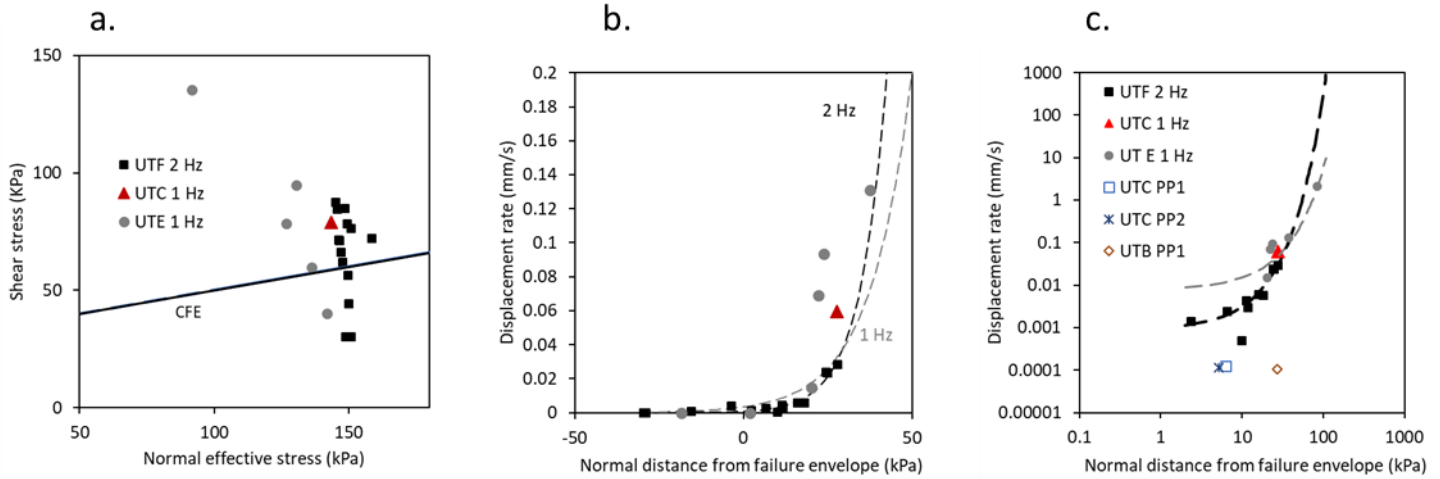 a.
150
100
50
0
Shear stress (KPa)
UTF 2 Hz
UTC 1 Hz
UTE 1 Hz
CFE
50
100
150
Normal effective stress (kPa)
b.
0.2
0.18
0.16
0.14
0.12
0.1
0.08
0.06
0.04
0.02
0
Displacement rate (mm/s)
2 Hz
1 Hz
-50
0
50
Normal distance from failure envelope (kPa)
c.
1000
100
10
1
0.1
0.01
0.001
0.0001
0.00001
Displacement rate (mm/s)
UTF 2 Hz
UTC 1 Hz
UT E 1 Hz
UTC PP1
UTC PP2
UTB PP1
0.1
1
10
100
1000
Normal distance from failure envelope (kPa)